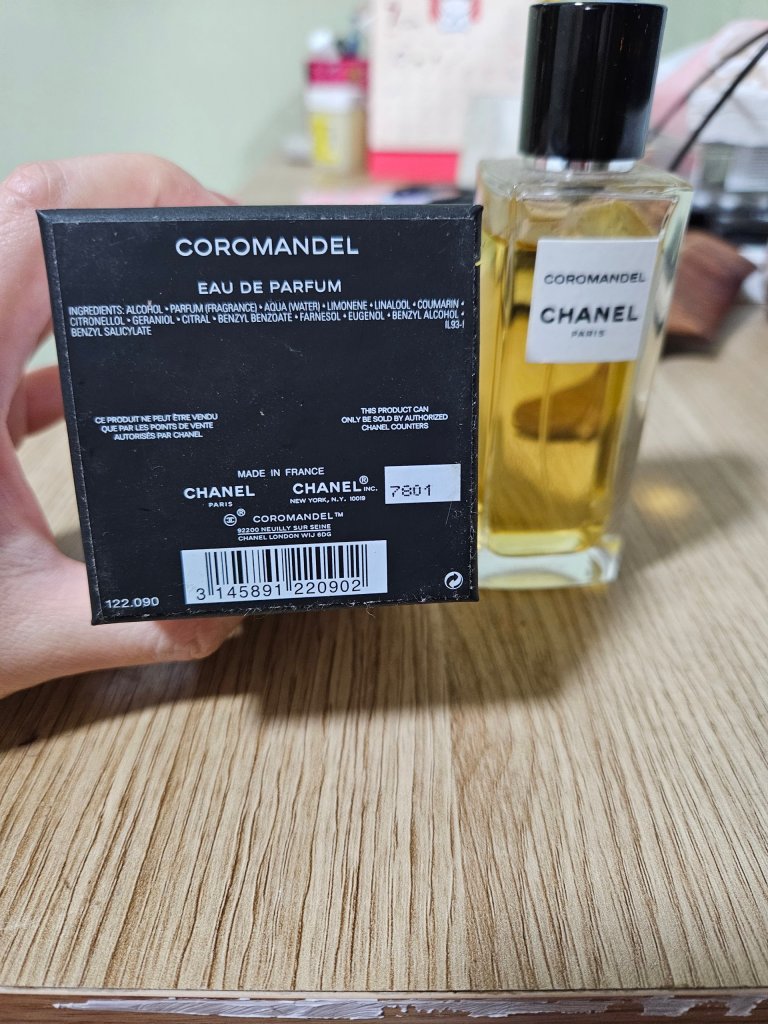 COROMANDEL
EAU DE PARFUM
INGREDIENTS: ALCOHOL • PARFUM (FRAGRANCE) • AQUA (WATER) • LIMONENE • LINALOOL • COUMARIN •
CITRONELLOL • GERANIOL • CITRAL • BENZYL BENZOATE • FARNESOL • EUGENOL • BENZYL ALCOHOL •
BENZYL SALICYLATE
IL93-I
CE PRODUIT NE PEUT ÊTRE VENDU
QUE PAR LES POINTS DE VENTE
AUTORISÉS PAR CHANEL
THIS PRODUCT CAN
ONLY BE SOLD BY AUTHORIZED
CHANEL COUNTERS
MADE IN FRANCE
CHANEL
PARIS
CHANEL® INC.
NEW YORK, N.Y. 10019
7801
® COROMANDEL™
92200 NEUILLY SUR SEINE
CHANEL LONDON W1J 6DG
3 145891 220902
122.090
COROMANDEL
CHANEL
PARIS